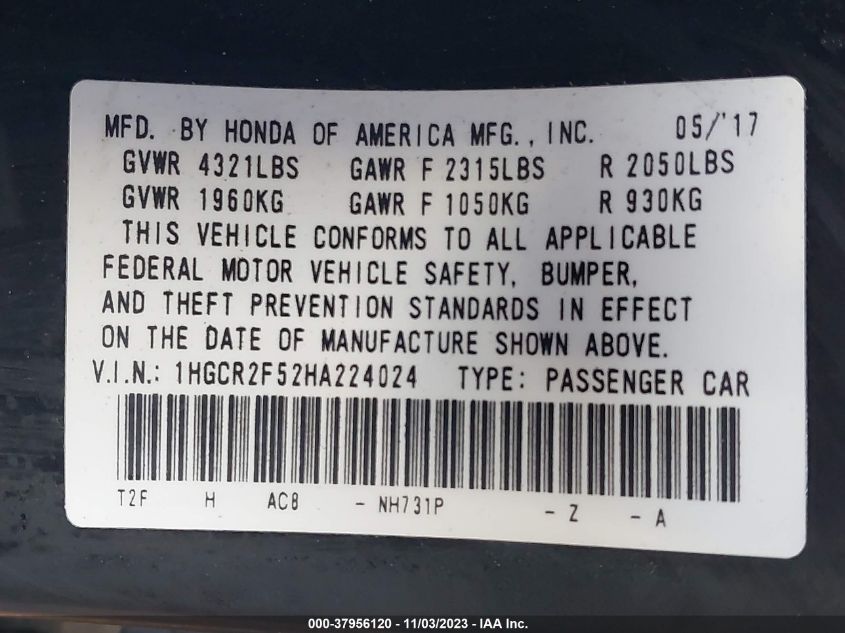 MFD. BY HONDA OF AMERICA MFG., INC. 05/'17
GVWR 4321LBS GAWR F 2315LBS R 2050LBS
GVWR 1960KG GAWR F 1050KG R 930KG
THIS VEHICLE CONFORMS TO ALL APPLICABLE
FEDERAL MOTOR VEHICLE SAFETY, BUMPER,
AND THEFT PREVENTION STANDARDS IN EFFECT
ON THE DATE OF MANUFACTURE SHOWN ABOVE.
V.I.N.: 1HGCR2F52HA224024 TYPE: PASSENGER CAR
T2F H AC8 - NH731P - Z - A
000-37956120 - 11/03/2023 - IAA Inc.